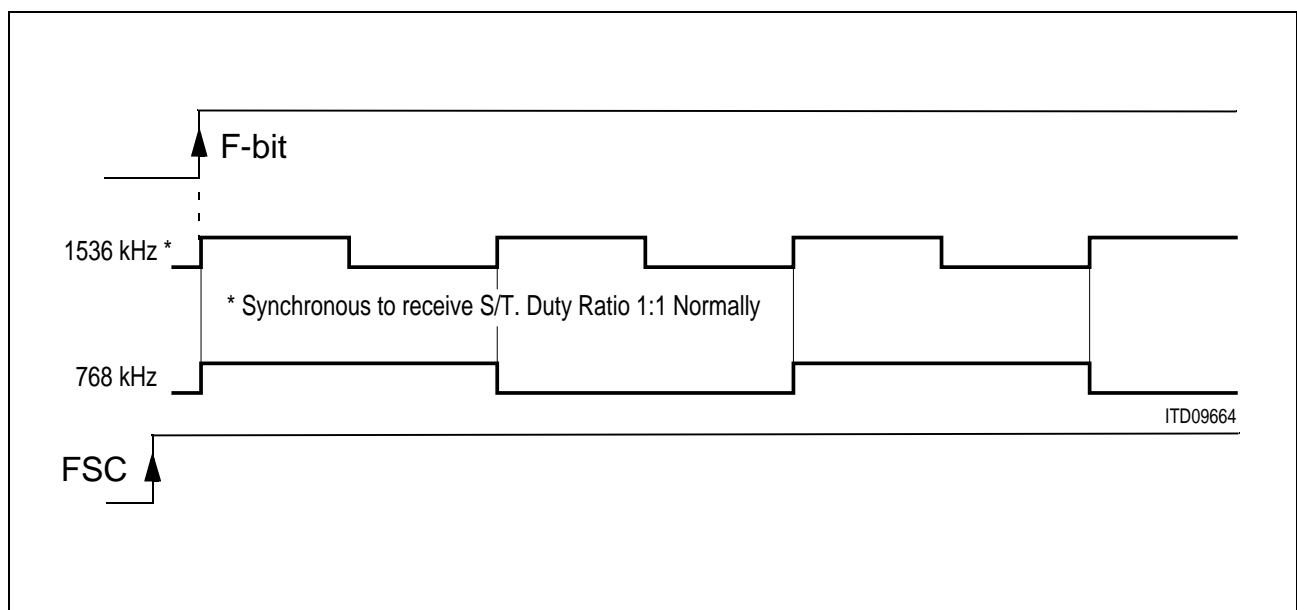 F-bit
1536 kHz *
* Synchronous to receive S/T. Duty Ratio 1:1 Normally
768 kHz
ITD09664
FSC